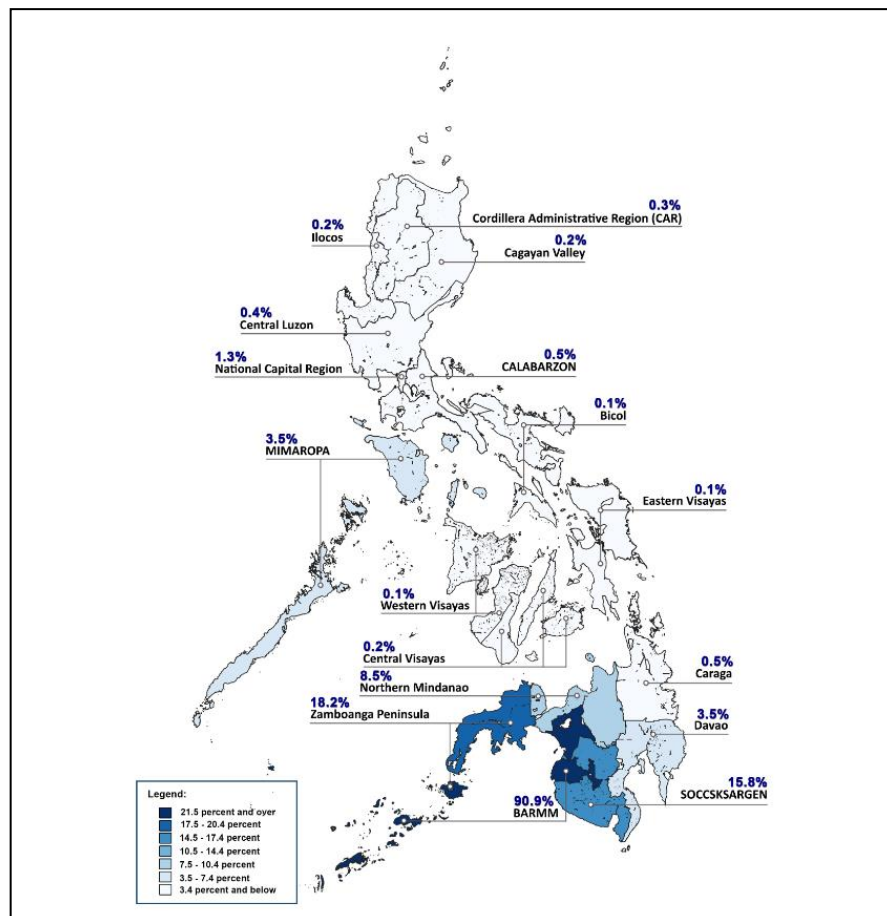 0.3%
Cordillera Administrative Region (CAR)
0.2%
Ilocos
0.2%
Cagayan Valley
0.4%
Central Luzon
1.3%
National Capital Region
0.5%
CALABARZON
0.1%
Bicol
3.5%
MIMAROPA
0.1%
Eastern Visayas
0.1%
Western Visayas
0.2%
Central Visayas
8.5%
Northern Mindanao
0.5%
Caraga
18.2%
Zamboanga Peninsula
3.5%
Davao
15.8%
SOCCSKSARGEN
90.9%
BARMM
Legend:
21.5 percent and over
17.5 - 20.4 percent
14.5 - 17.4 percent
10.5 - 14.4 percent
7.5 - 10.4 percent
3.5 - 7.4 percent
3.4 percent and below